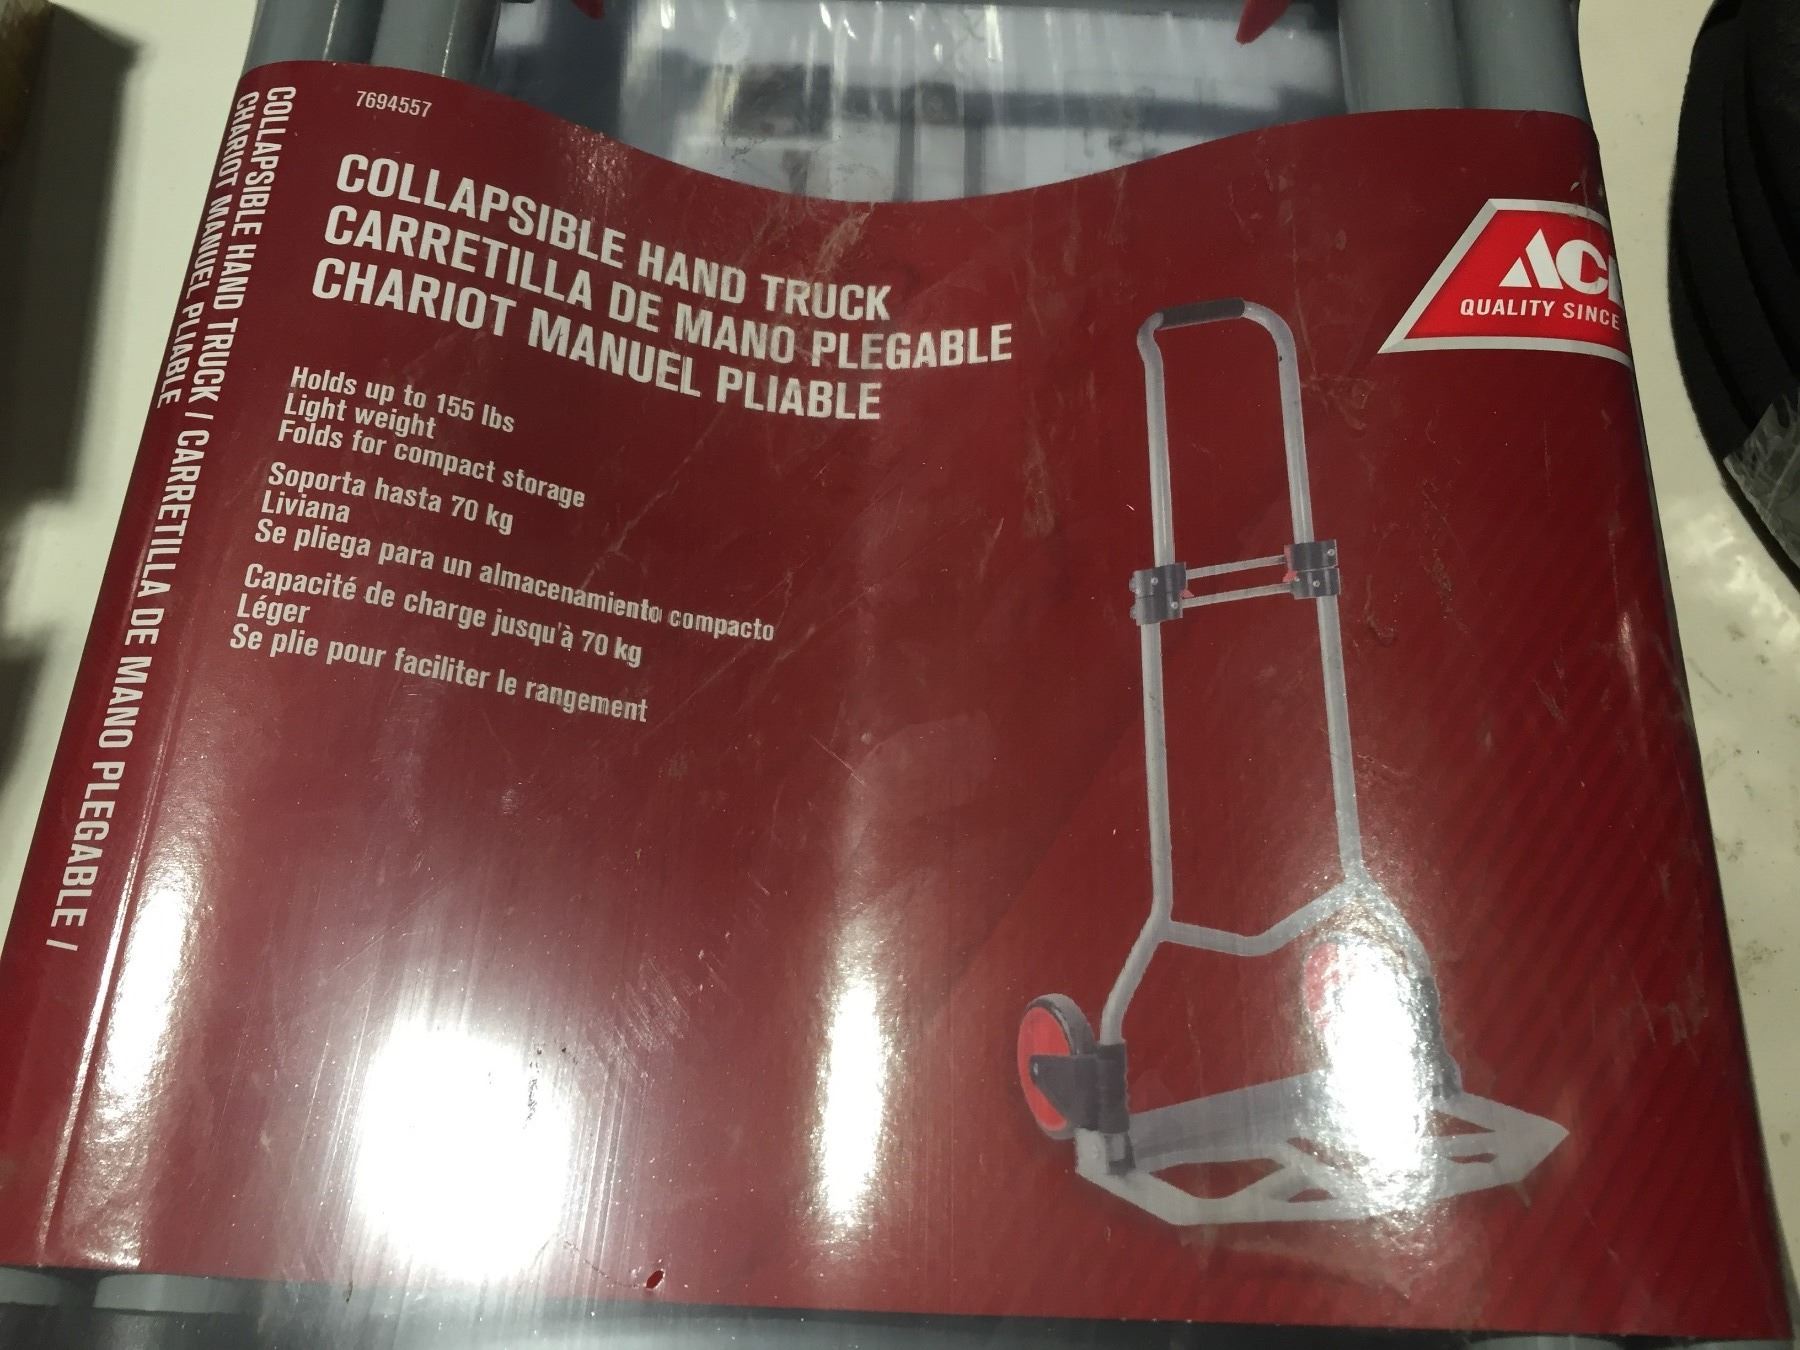 7694557
COLLAPSIBLE HAND TRUCK
CARRETILLA DE MANO PLEGABLE
CHARIOT MANUEL PLIABLE
Holds up to 155 lbs
Light weight
Folds for compact storage
Soporta hasta 70 kg
Liviana
Se pliega para un almacenamiento compacto
Capacité de charge jusqu'à 70 kg
Léger
Se plie pour faciliter le rangement
QUALITY SINCE
COLLAPSIBLE HAND TRUCK / CARRETILLA DE MANO PLEGABLE /
CHARIOT MANUEL PLIABLE